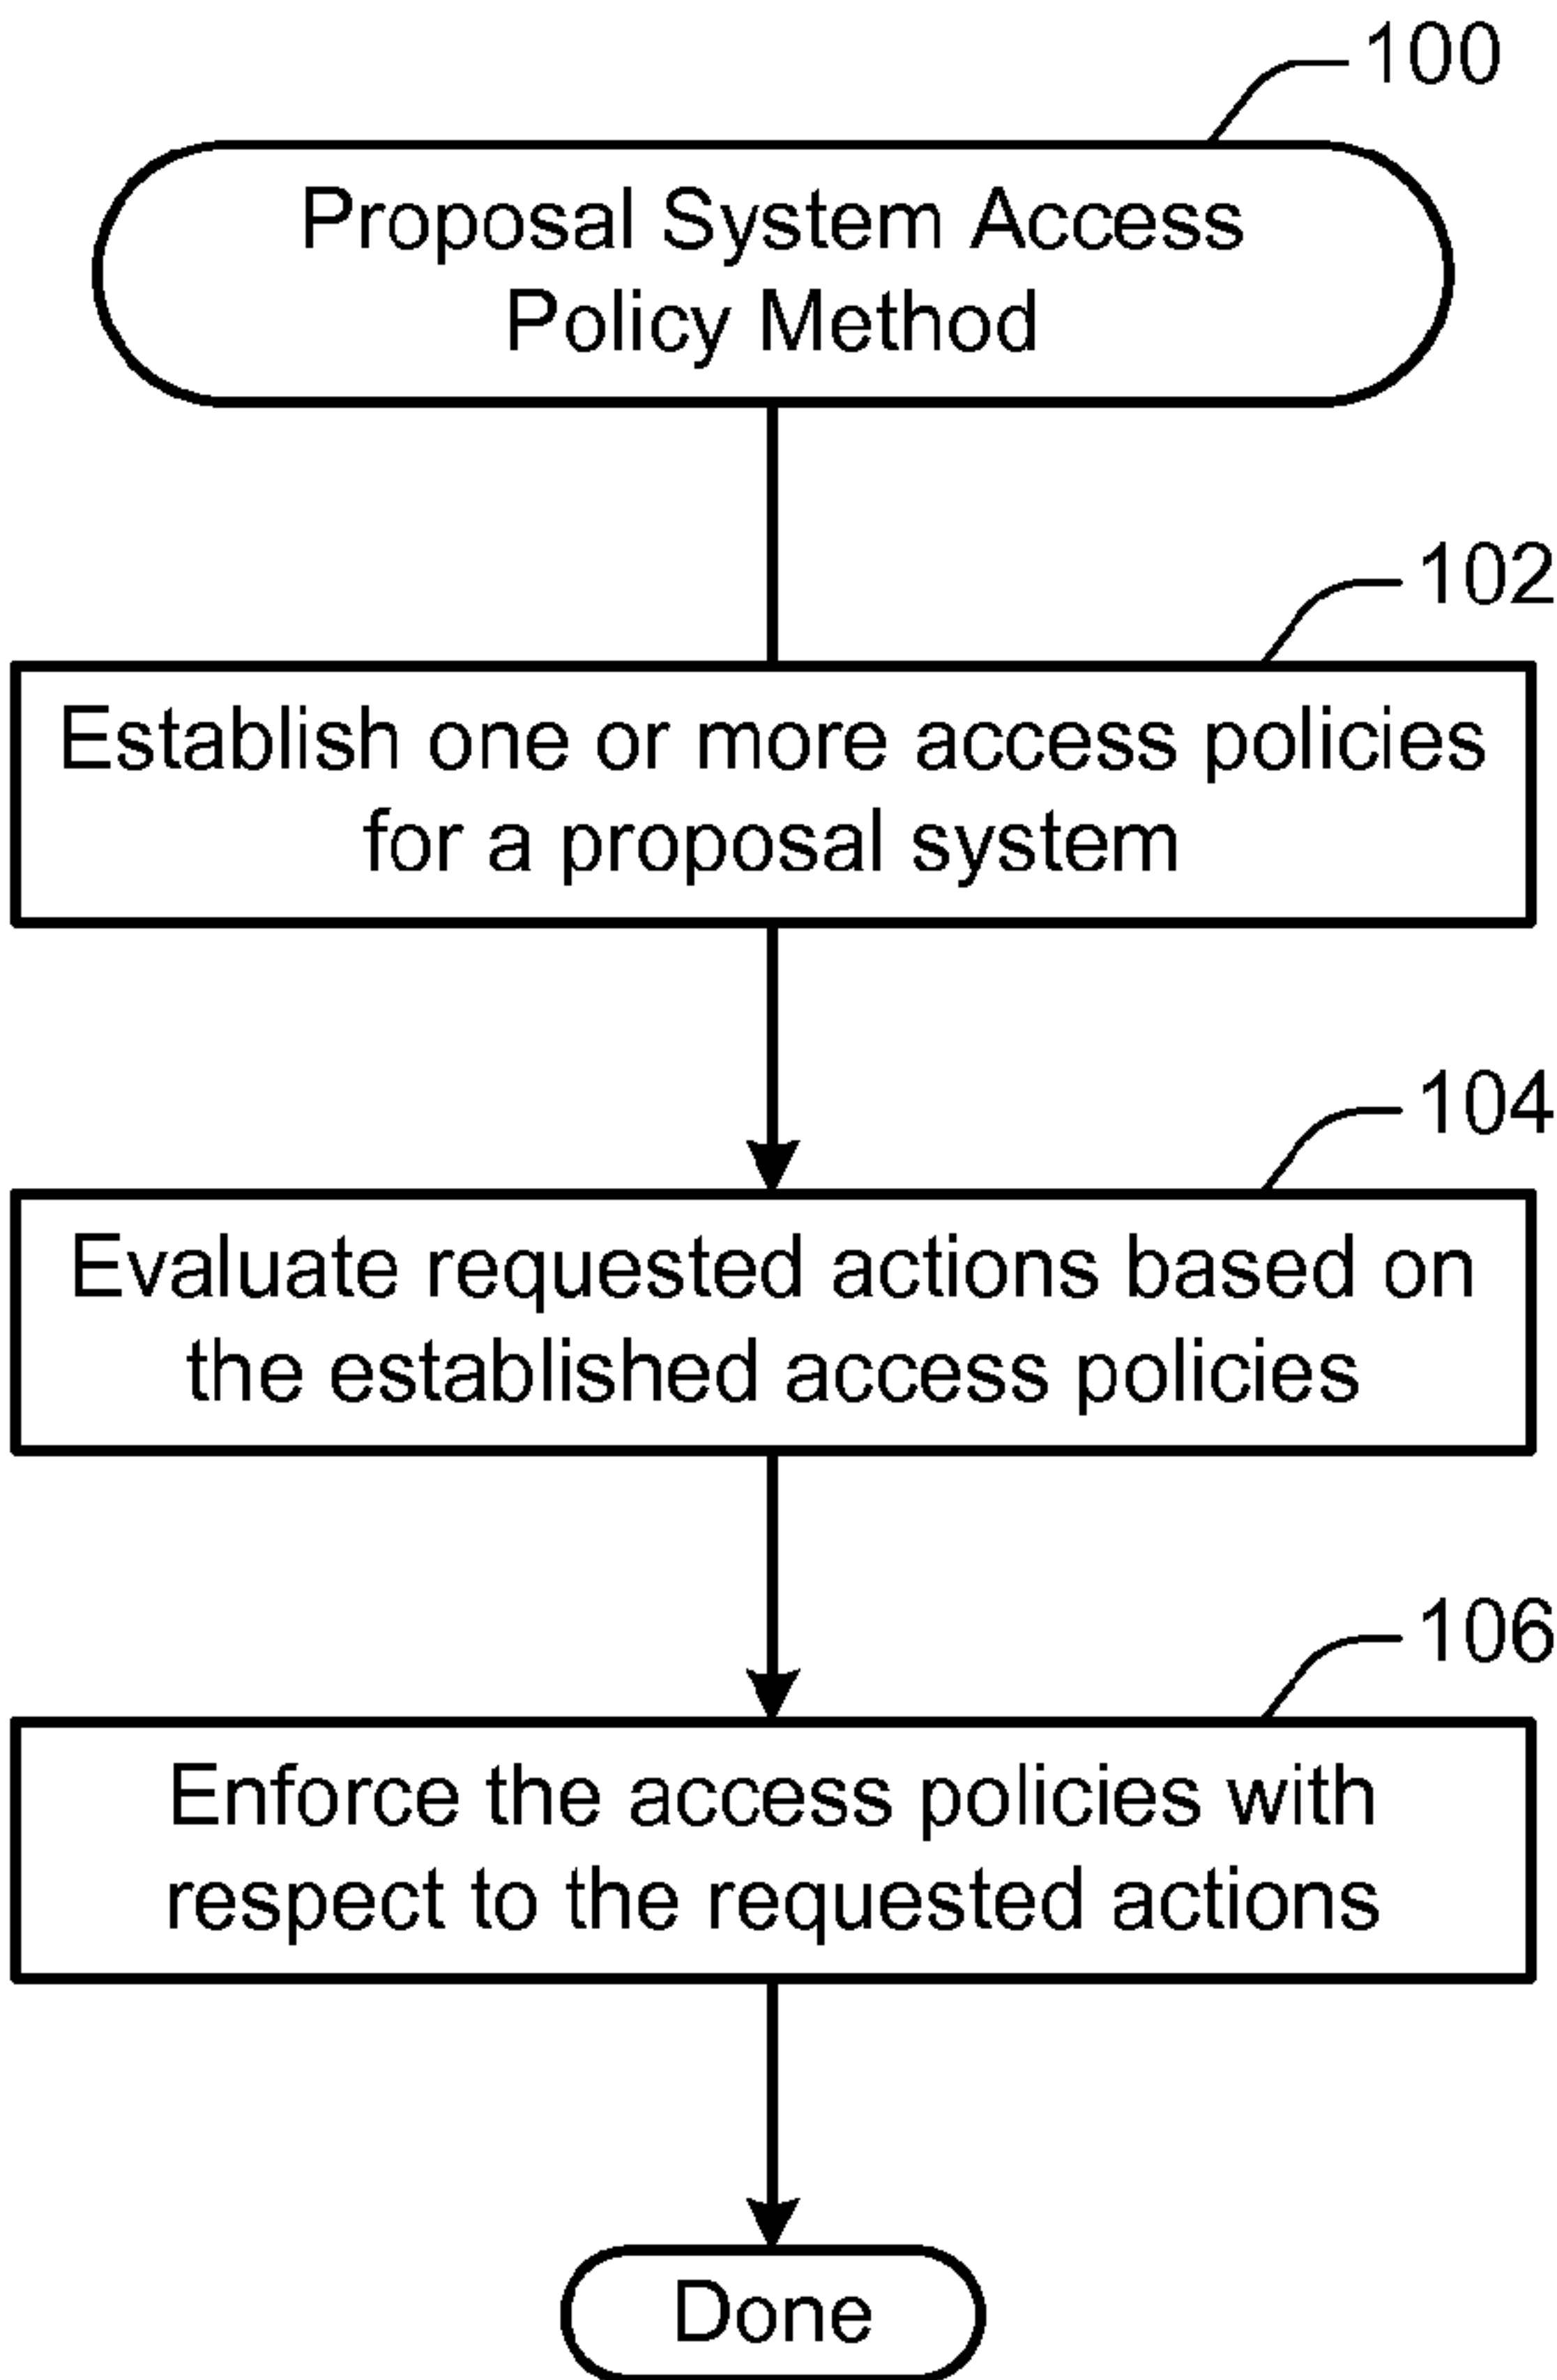 100
Proposal System Access
Policy Method
102
Establish one or more access policies
for a proposal system
104
Evaluate requested actions based on
the established access policies
106
Enforce the access policies with
respect to the requested actions
Done